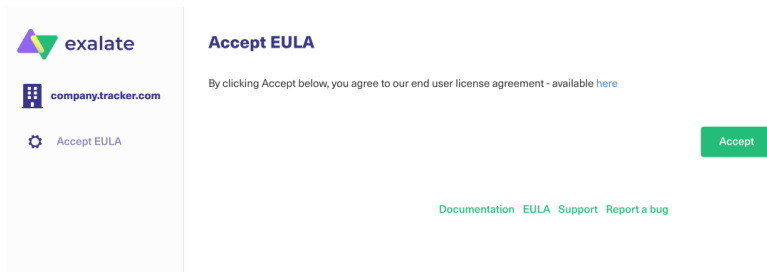 exalate
company.tracker.com
Accept EULA
Accept EULA
By clicking Accept below, you agree to our end user license agreement - available here
Accept
Documentation EULA Support Report a bug